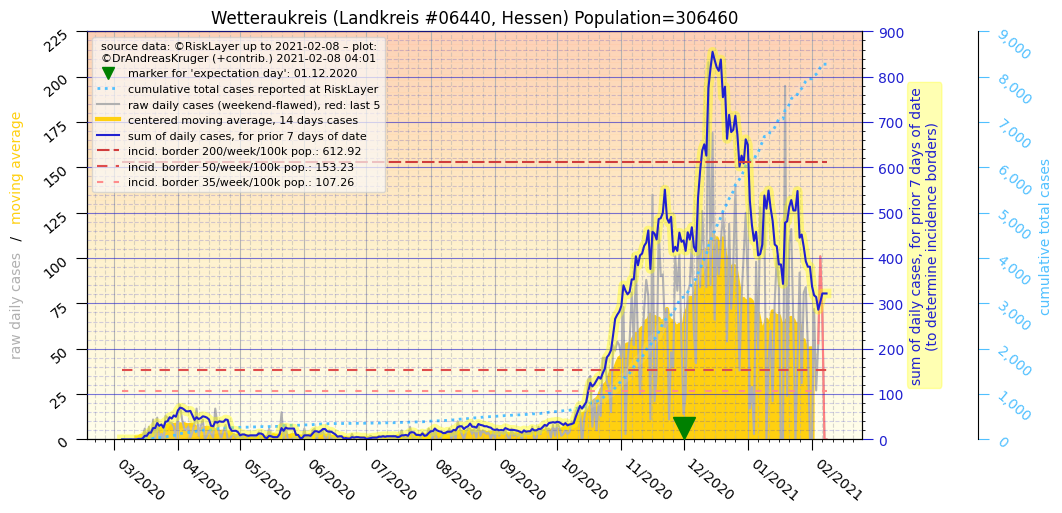 Wetteraukreis (Landkreis #06440, Hessen) Population=306460
source data: ©RiskLayer up to 2021-02-08 – plot:
©DrAndreasKruger (+contrib.) 2021-02-08 04:01
marker for 'expectation day': 01.12.2020
cumulative total cases reported at RiskLayer
raw daily cases (weekend-flawed), red: last 5
centered moving average, 14 days cases
sum of daily cases, for prior 7 days of date
incid. border 200/week/100k pop.: 612.92
incid. border 50/week/100k pop.: 153.23
incid. border 35/week/100k pop.: 107.26
raw daily cases / moving average
225
200
175
150
125
100
75
50
25
0
03/2020
04/2020
05/2020
06/2020
07/2020
08/2020
09/2020
10/2020
11/2020
12/2020
01/2021
02/2021
900
800
700
600
500
400
300
200
100
0
sum of daily cases, for prior 7 days of date
(to determine incidence borders)
9,000
8,000
7,000
6,000
5,000
4,000
3,000
2,000
1,000
0
cumulative total cases